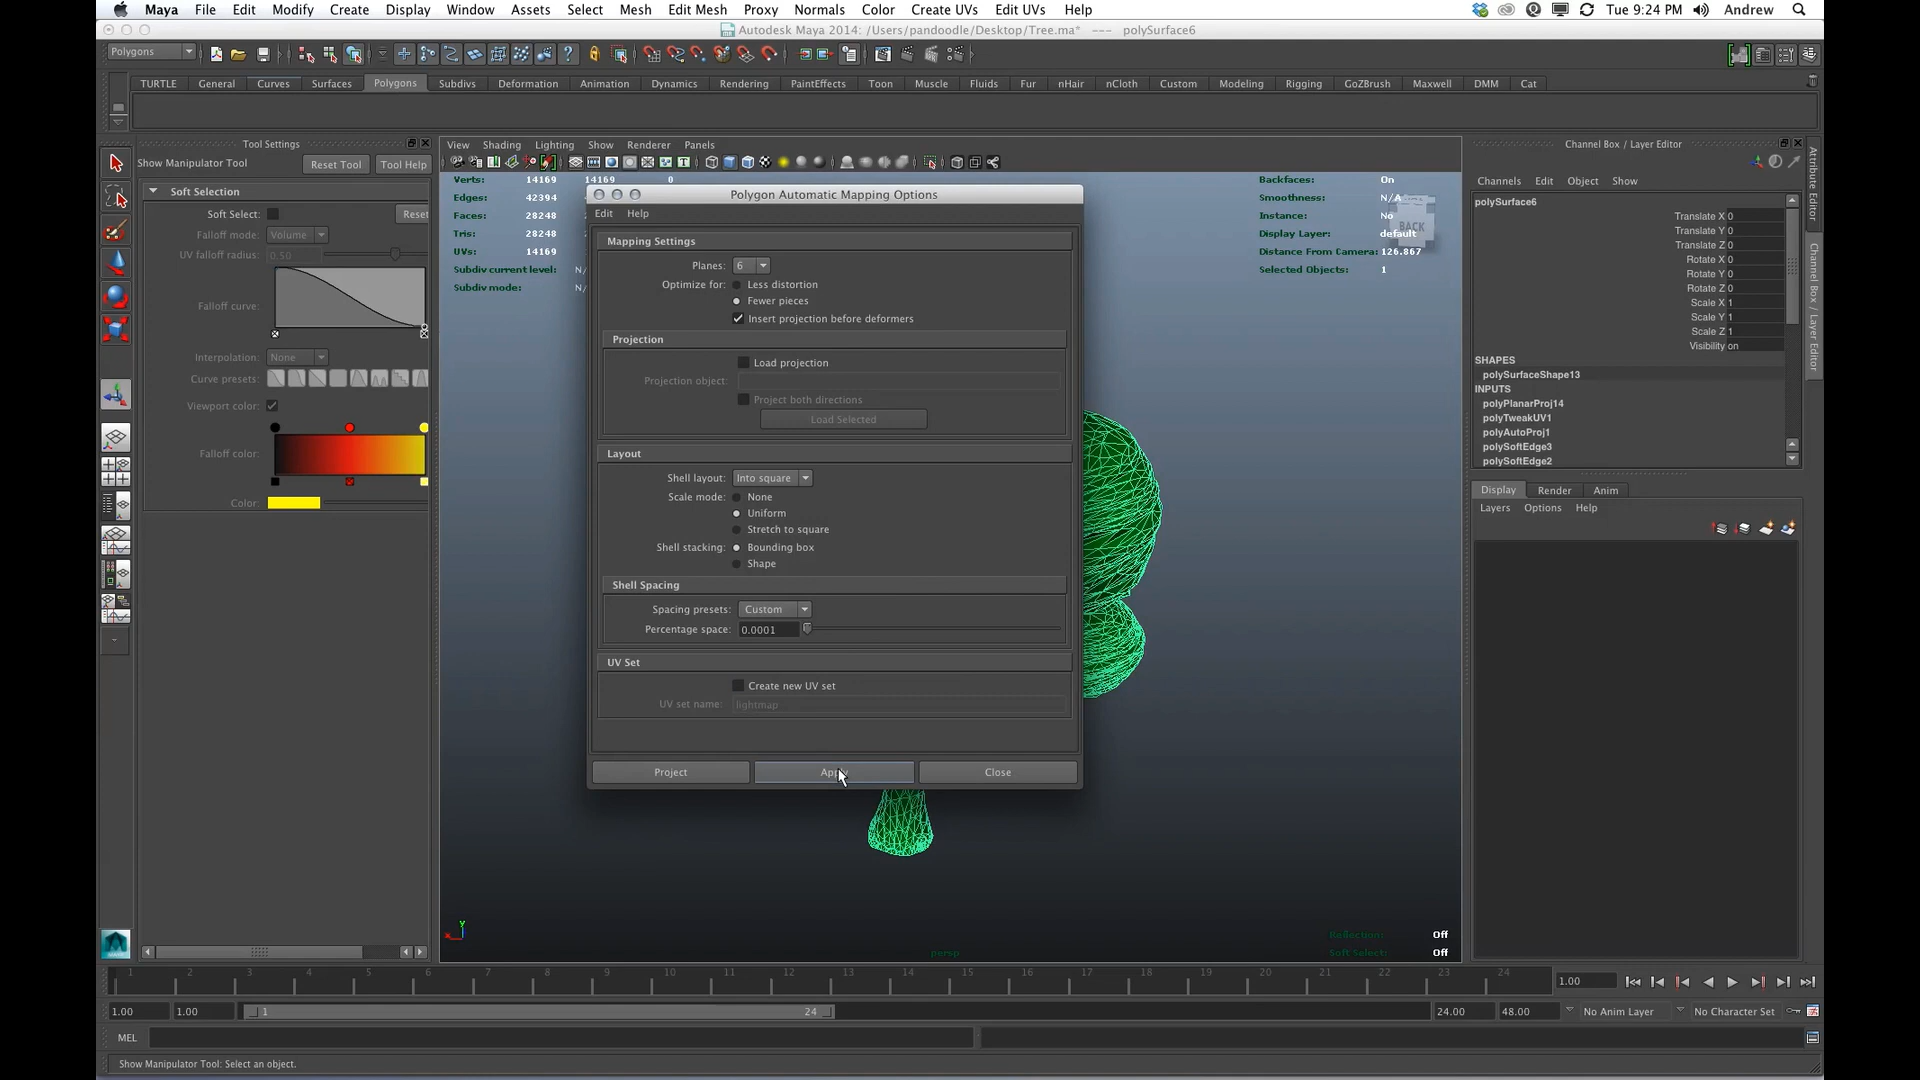 Maya File Edit Modify Create Display Window Assets Select Mesh Edit Mesh Proxy Normals Color Create UVs Edit UVs Help Tue 9:24 PM Andrew
Autodesk Maya 2014: /Users/pandoodle/Desktop/Tree.ma* --- polySurface6
Polygons
TURTLE General Curves Surfaces Polygons Subdivs Deformation Animation Dynamics Rendering PaintEffects Toon Muscle Fluids Fur nHair nCloth Custom Modeling Rigging GoZBrush Maxwell DMM Cat
Tool Settings
Show Manipulator Tool Reset Tool Tool Help
Soft Selection
Soft Select: Reset
Falloff mode: Volume
UV falloff radius: 0.50
Falloff curve:
Interpolation: None
Curve presets:
Viewport color:
Falloff color:
Color:
View Shading Lighting Show Renderer Panels
Verts: 14169 14169 0
Edges: 42394
Faces: 28248
Tris: 28248
UVs: 14169
Subdiv current level: N/
Subdiv mode: N/
Backfaces: On
Smoothness: N/A
Instance: No
Display Layer: default
Distance From Camera: 126.867
Selected Objects: 1
BACK
Polygon Automatic Mapping Options
Edit Help
Mapping Settings
Planes: 6
Optimize for: Less distortion
Fewer pieces
Insert projection before deformers
Projection
Load projection
Projection object:
Project both directions
Load Selected
Layout
Shell layout: Into square
Scale mode: None
Uniform
Stretch to square
Shell stacking: Bounding box
Shape
Shell Spacing
Spacing presets: Custom
Percentage space: 0.0001
UV Set
Create new UV set
UV set name: lightmap
Project Apply Close
Reflection: Off
persp Soft Select: Off
Channel Box / Layer Editor
Channels Edit Object Show
polySurface6
Translate X 0
Translate Y 0
Translate Z 0
Rotate X 0
Rotate Y 0
Rotate Z 0
Scale X 1
Scale Y 1
Scale Z 1
Visibility on
SHAPES
polySurfaceShape13
INPUTS
polyPlanarProj14
polyTweakUV1
polyAutoProj1
polySoftEdge3
polySoftEdge2
Attribute Editor
Channel Box / Layer Editor
Display Render Anim
Layers Options Help
1 2 3 4 5 6 7 8 9 10 11 12 13 14 15 16 17 18 19 20 21 22 23 24 1.00
1.00 1.00 1 24 24.00 48.00 No Anim Layer No Character Set
MEL
Show Manipulator Tool: Select an object.